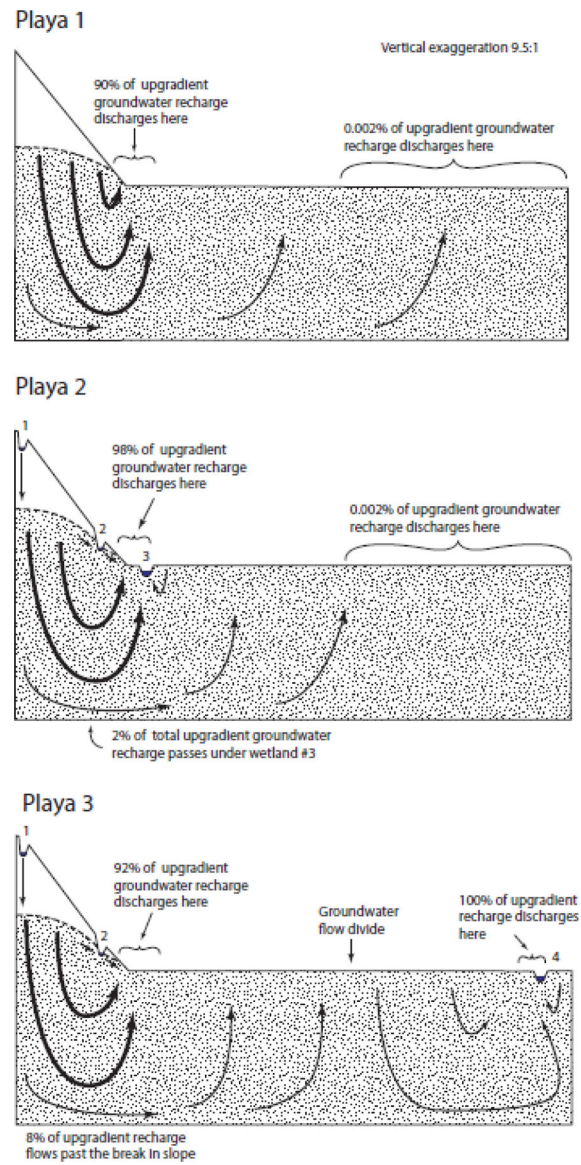 Playa 1
Vertical exaggeration 9.5:1
90% of upgradient
groundwater recharge
discharges here
0.002% of upgradient groundwater
recharge discharges here
Playa 2
1
98% of upgradient
groundwater recharge
discharges here
0.002% of upgradient groundwater
recharge discharges here
2
3
2% of total upgradient groundwater
recharge passes under wetland #3
Playa 3
1
92% of upgradient
groundwater recharge
discharges here
Groundwater
flow divide
100% of upgradient
recharge discharges
here
2
4
8% of upgradient recharge
flows past the break in slope